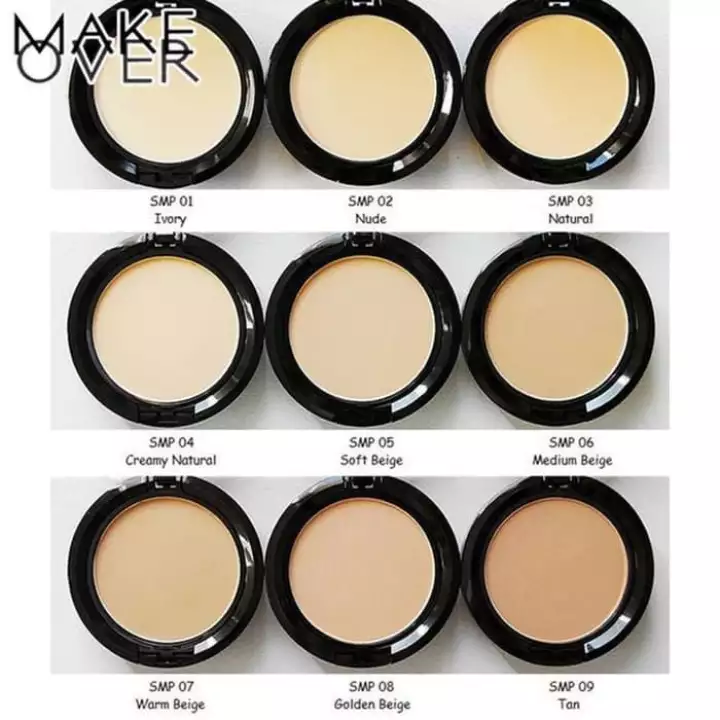 MAKE
OVER
SMP 01
Ivory
SMP 02
Nude
SMP 03
Natural
SMP 04
Creamy Natural
SMP 05
Soft Beige
SMP 06
Medium Beige
SMP 07
Warm Beige
SMP 08
Golden Beige
SMP 09
Tan